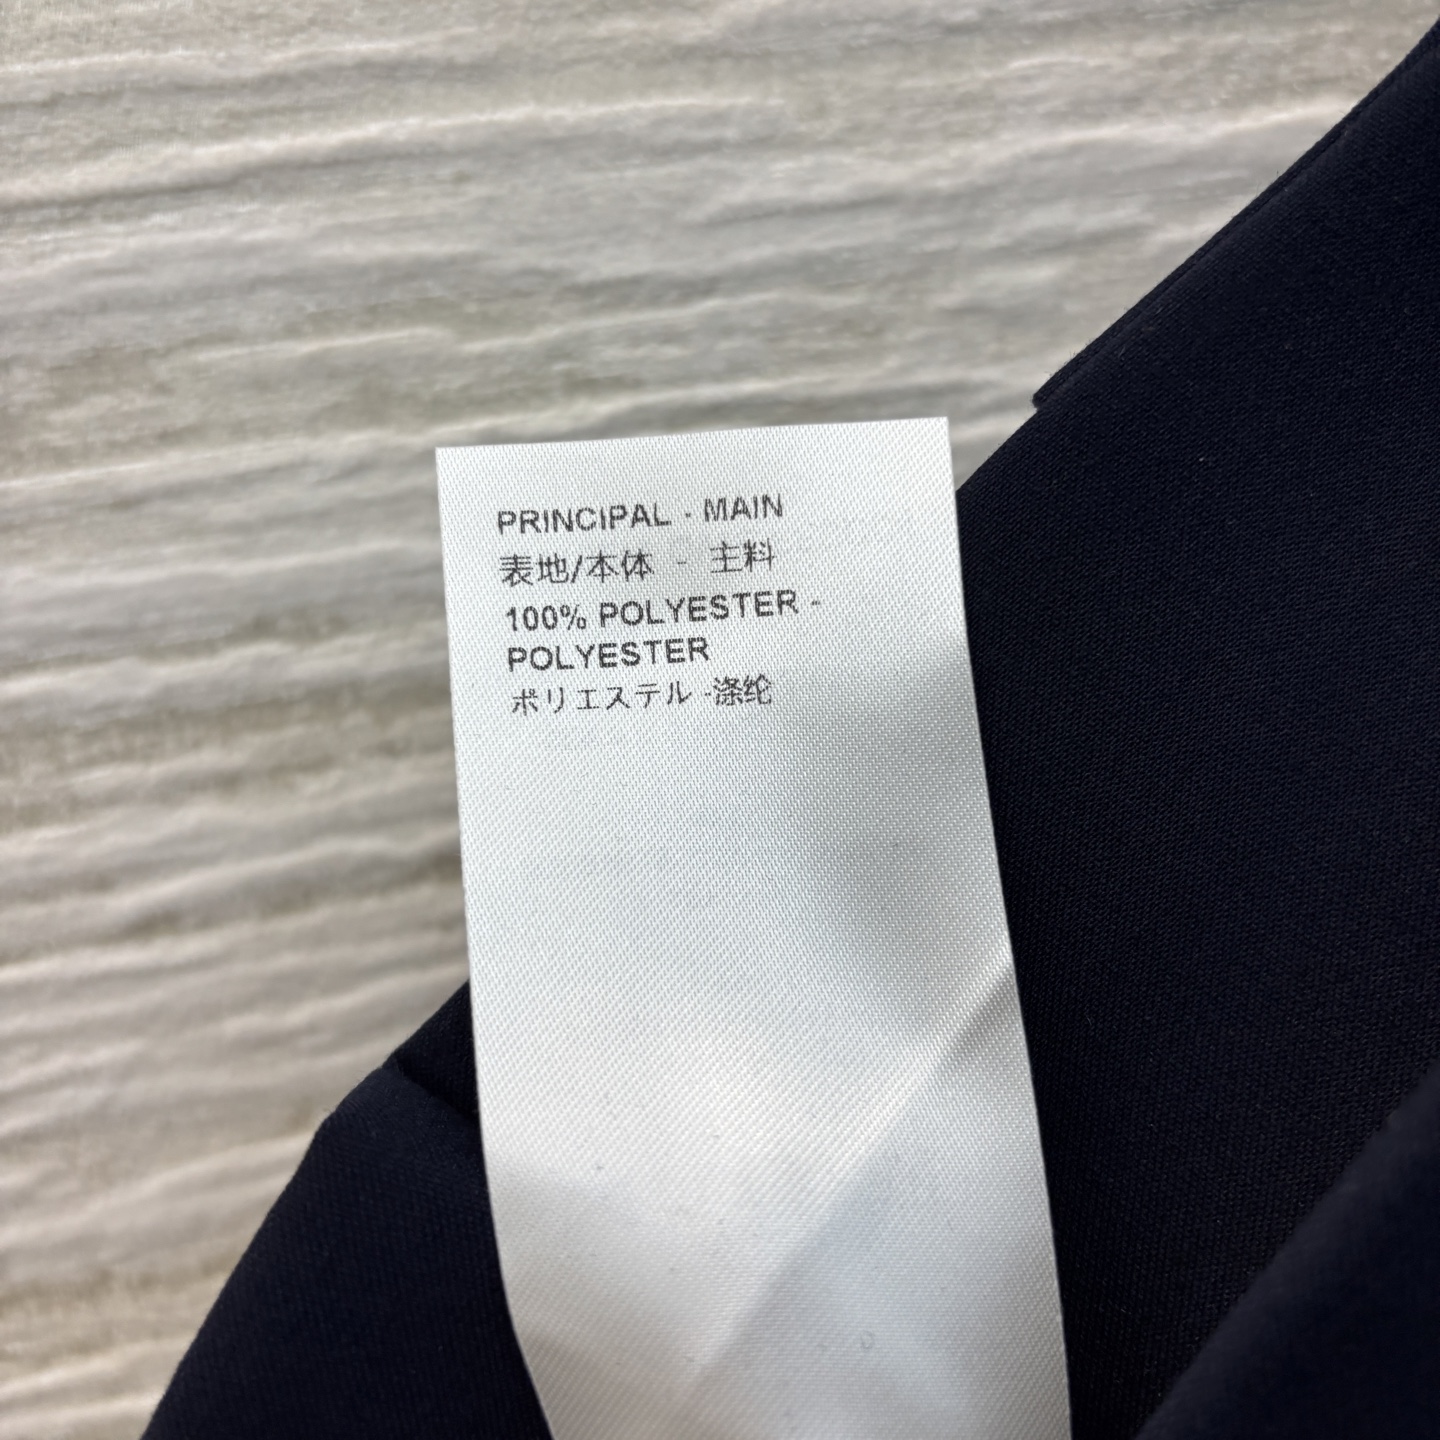 PRINCIPAL - MAIN
表地/本体 - 主料
100% POLYESTER -
POLYESTER
ポリエステル -涤纶